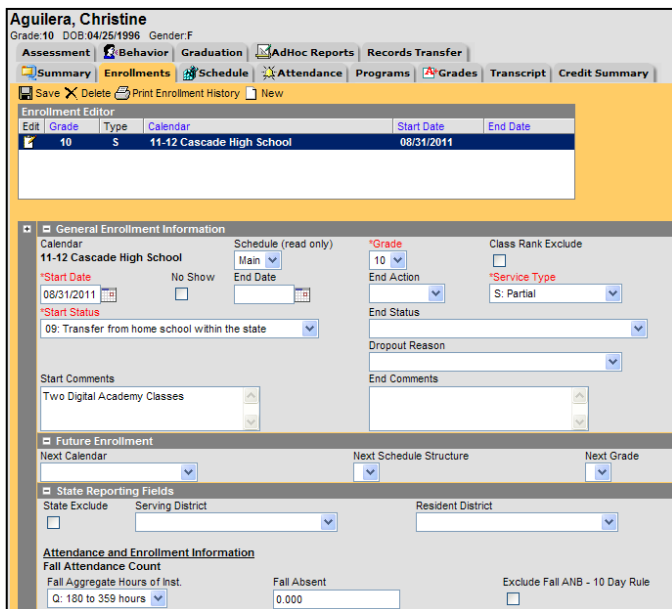 Aguilera, Christine
Grade:10 DOB:04/25/1996 Gender:F
Assessment Behavior Graduation AdHoc Reports Records Transfer
Summary Enrollments Schedule Attendance Programs Grades Transcript Credit Summary
Save Delete Print Enrollment History New
Enrollment Editor
Edit Grade Type Calendar Start Date End Date
10 S 11-12 Cascade High School 08/31/2011
General Enrollment Information
Calendar Schedule (read only) *Grade Class Rank Exclude
11-12 Cascade High School Main 10
*Start Date No Show End Date End Action *Service Type
08/31/2011 S: Partial
*Start Status End Status
09: Transfer from home school within the state
Dropout Reason
Start Comments End Comments
Two Digital Academy Classes
Future Enrollment
Next Calendar Next Schedule Structure Next Grade
State Reporting Fields
State Exclude Serving District Resident District
Attendance and Enrollment Information
Fall Attendance Count
Fall Aggregate Hours of Inst. Fall Absent Exclude Fall ANB - 10 Day Rule
Q: 180 to 359 hours 0.000